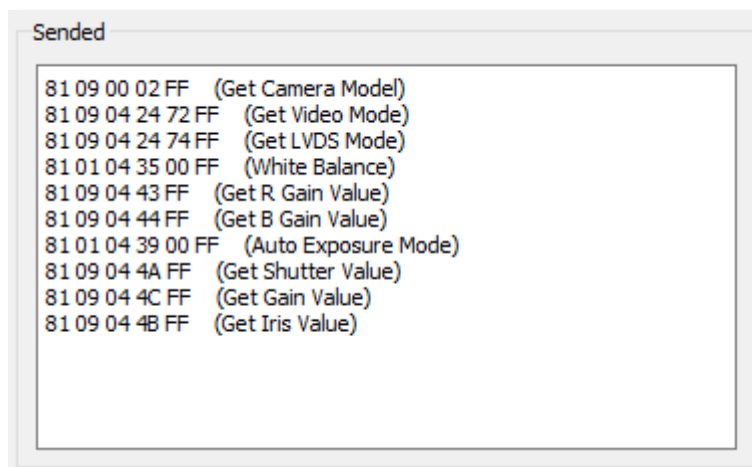 Sended
81 09 00 02 FF (Get Camera Model)
81 09 04 24 72 FF (Get Video Mode)
81 09 04 24 74 FF (Get LVDS Mode)
81 01 04 35 00 FF (White Balance)
81 09 04 43 FF (Get R Gain Value)
81 09 04 44 FF (Get B Gain Value)
81 01 04 39 00 FF (Auto Exposure Mode)
81 09 04 4A FF (Get Shutter Value)
81 09 04 4C FF (Get Gain Value)
81 09 04 4B FF (Get Iris Value)